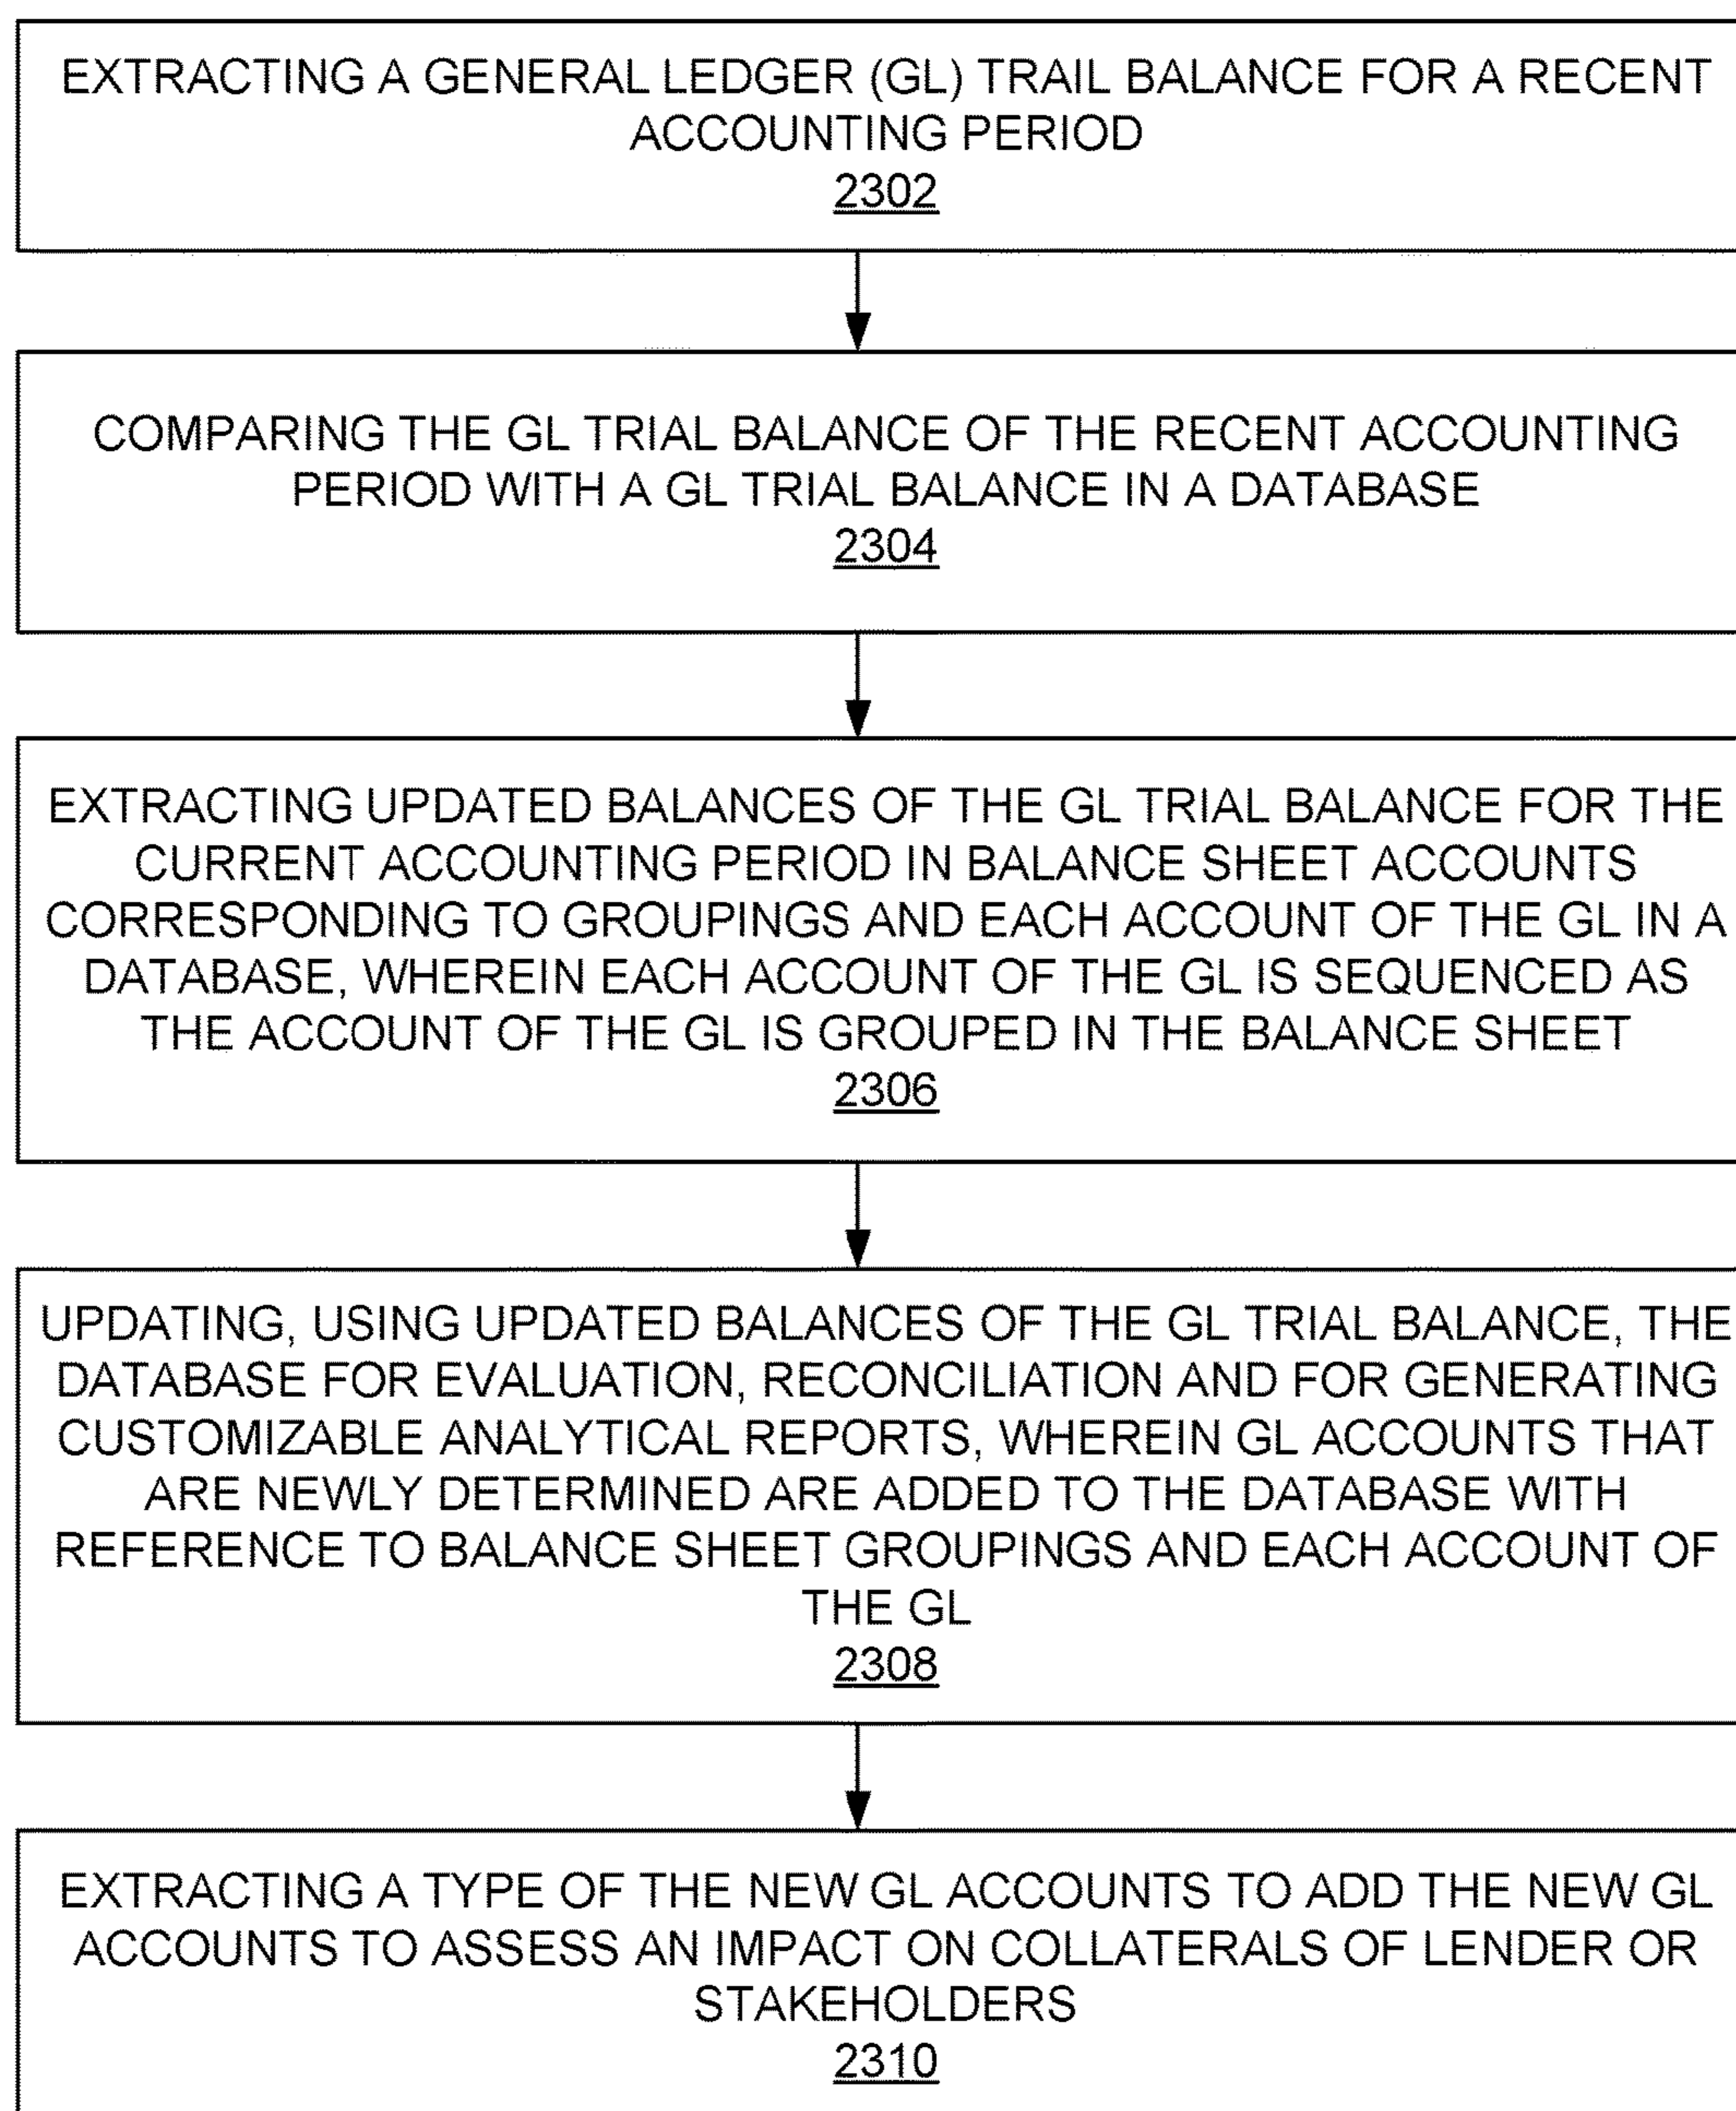 EXTRACTING A GENERAL LEDGER (GL) TRAIL BALANCE FOR A RECENT
ACCOUNTING PERIOD
2302
COMPARING THE GL TRIAL BALANCE OF THE RECENT ACCOUNTING
PERIOD WITH A GL TRIAL BALANCE IN A DATABASE
2304
EXTRACTING UPDATED BALANCES OF THE GL TRIAL BALANCE FOR THE
CURRENT ACCOUNTING PERIOD IN BALANCE SHEET ACCOUNTS
CORRESPONDING TO GROUPINGS AND EACH ACCOUNT OF THE GL IN A
DATABASE, WHEREIN EACH ACCOUNT OF THE GL IS SEQUENCED AS
THE ACCOUNT OF THE GL IS GROUPED IN THE BALANCE SHEET
2306
UPDATING, USING UPDATED BALANCES OF THE GL TRIAL BALANCE, THE
DATABASE FOR EVALUATION, RECONCILIATION AND FOR GENERATING
CUSTOMIZABLE ANALYTICAL REPORTS, WHEREIN GL ACCOUNTS THAT
ARE NEWLY DETERMINED ARE ADDED TO THE DATABASE WITH
REFERENCE TO BALANCE SHEET GROUPINGS AND EACH ACCOUNT OF
THE GL
2308
EXTRACTING A TYPE OF THE NEW GL ACCOUNTS TO ADD THE NEW GL
ACCOUNTS TO ASSESS AN IMPACT ON COLLATERALS OF LENDER OR
STAKEHOLDERS
2310